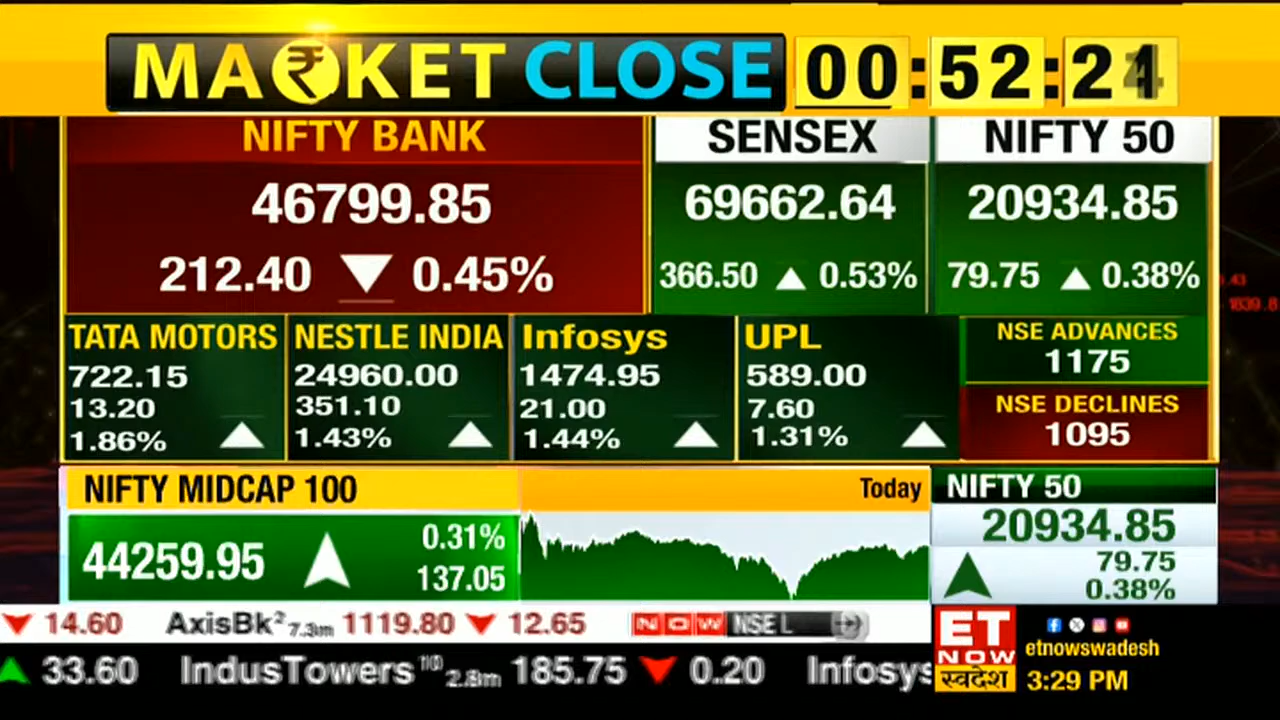 MA₹KET CLOSE 00:52:2
NIFTY BANK
46799.85
212.40 ▼ 0.45%
SENSEX
69662.64
366.50 ▲ 0.53%
NIFTY 50
20934.85
79.75 ▲ 0.38%
TATA MOTORS
722.15
13.20
1.86% ▲
NESTLE INDIA
24960.00
351.10
1.43% ▲
Infosys
1474.95
21.00
1.44% ▲
UPL
589.00
7.60
1.31% ▲
NSE ADVANCES
1175
NSE DECLINES
1095
NIFTY MIDCAP 100
44259.95 ▲
0.31%
137.05
Today
NIFTY 50
20934.85
▲ 79.75
0.38%
▼ 14.60 AxisBk² 7.3m 1119.80 ▼ 12.65 NOW NSE L
▲ 33.60 IndusTowers 2.8m 185.75 ▼ 0.20 Infosys
ET
NOW
स्वदेश
etnowswadesh
3:29 PM